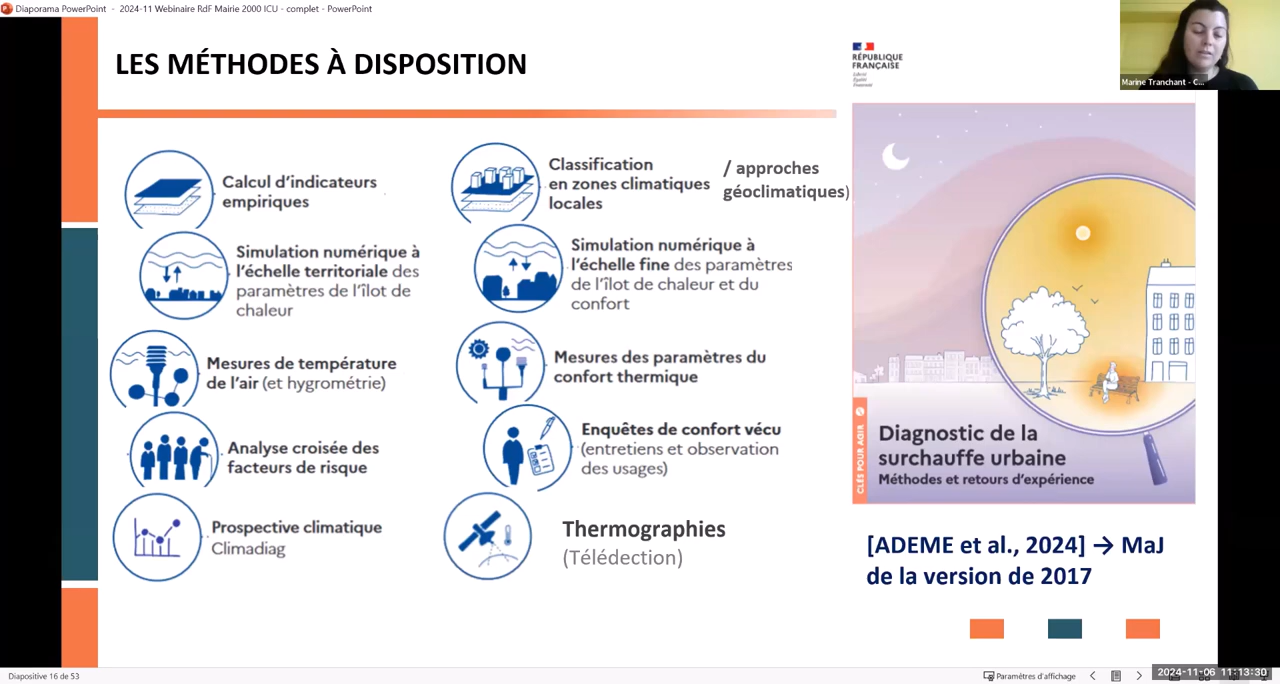 Diaporama PowerPoint - 2024-11 Webinaire RdF Mairie 2000 ICU - complet - PowerPoint
LES MÉTHODES À DISPOSITION
RÉPUBLIQUE
FRANÇAISE
Liberté
Égalité
Fraternité
Marine Tranchant - C...
Calcul d'indicateurs
empiriques
Classification
en zones climatiques
locales
/ approches
géoclimatiques)
Simulation numérique à
l'échelle territoriale des
paramètres de l'îlot de
chaleur
Simulation numérique à
l'échelle fine des paramètres
de l'îlot de chaleur et du
confort
Mesures de température
de l'air (et hygrométrie)
Mesures des paramètres du
confort thermique
Analyse croisée des
facteurs de risque
Enquêtes de confort vécu
(entretiens et observation
des usages)
Prospective climatique
Climadiag
Thermographies
(Télédection)
CLÉS POUR AGIR
Diagnostic de la
surchauffe urbaine
Méthodes et retours d'expérience
[ADEME et al., 2024] → MaJ
de la version de 2017
Diapositive 16 de 53
Paramètres d'affichage
2024-11-06 11:13:30